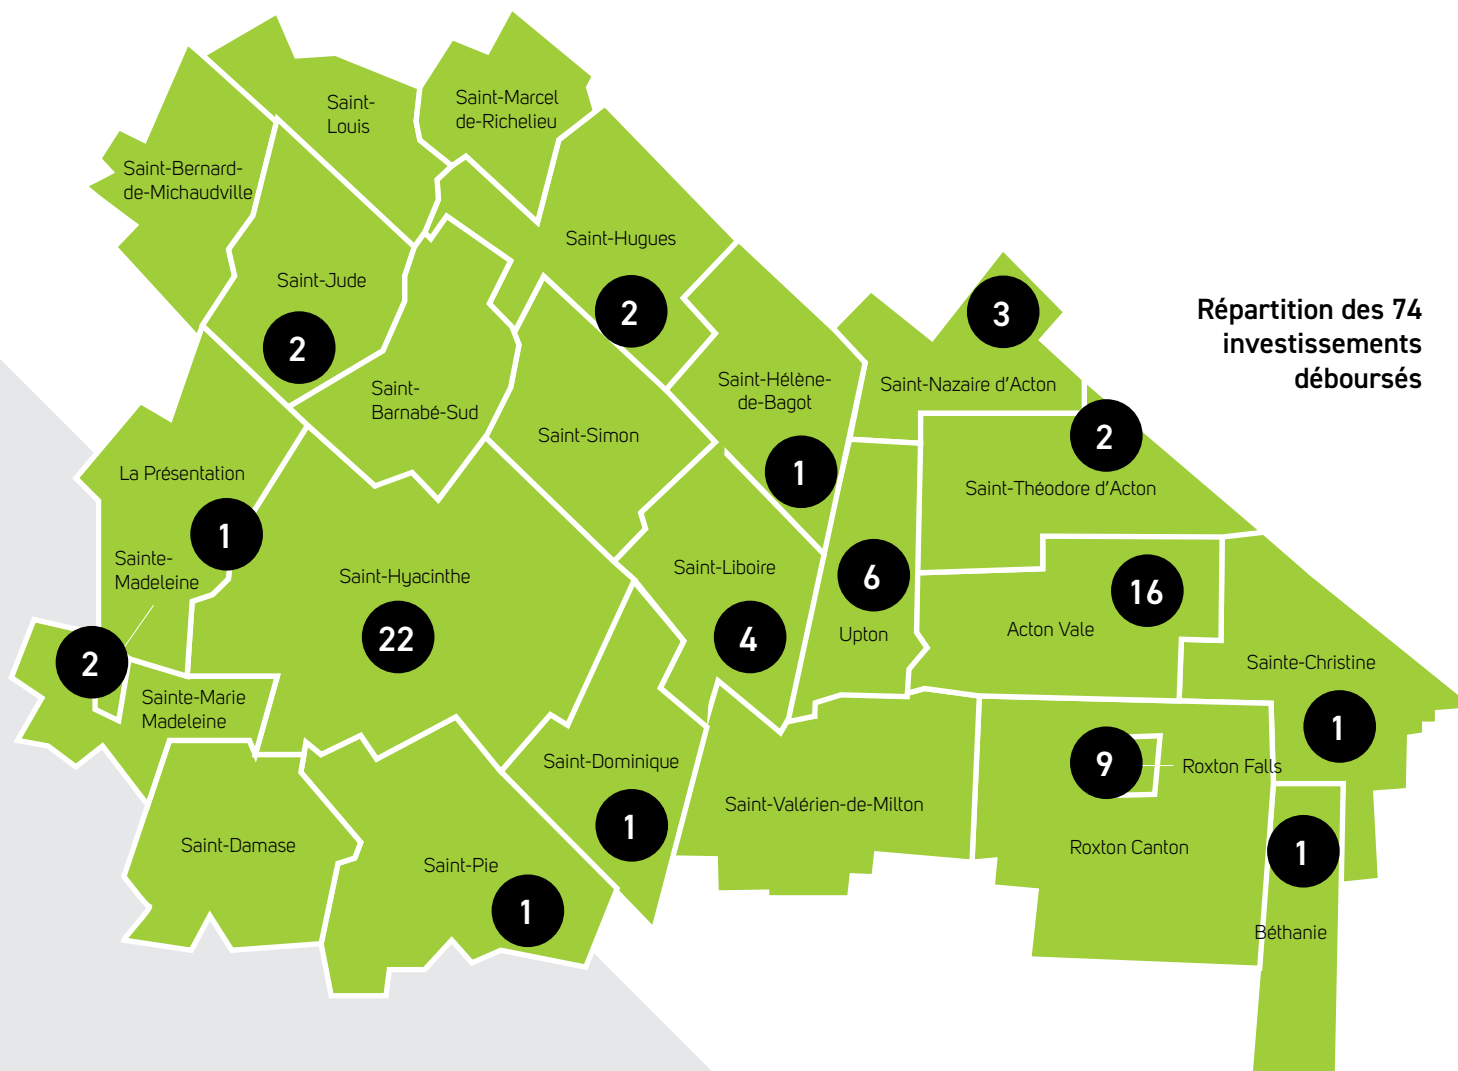 Saint-
Louis
Saint-Marcel
de-Richelieu
Saint-Bernard-
de-Michaudville
Saint-Hugues
2
Saint-Jude
2
3
Répartition des 74
investissements
déboursés
Saint-
Barnabé-Sud
Saint-Hélène-
de-Bagot
1
Saint-Nazaire d'Acton
2
Saint-Simon
La Présentation
1
Saint-Théodore d'Acton
Sainte-
Madeleine
2
Saint-Hyacinthe
22
Saint-Liboire
4
6
Upton
16
Acton Vale
Sainte-Christine
1
Sainte-Marie
Madeleine
Saint-Dominique
1
9
Roxton Falls
Saint-Valérien-de-Milton
Saint-Damase
Saint-Pie
1
Roxton Canton
1
Béthanie